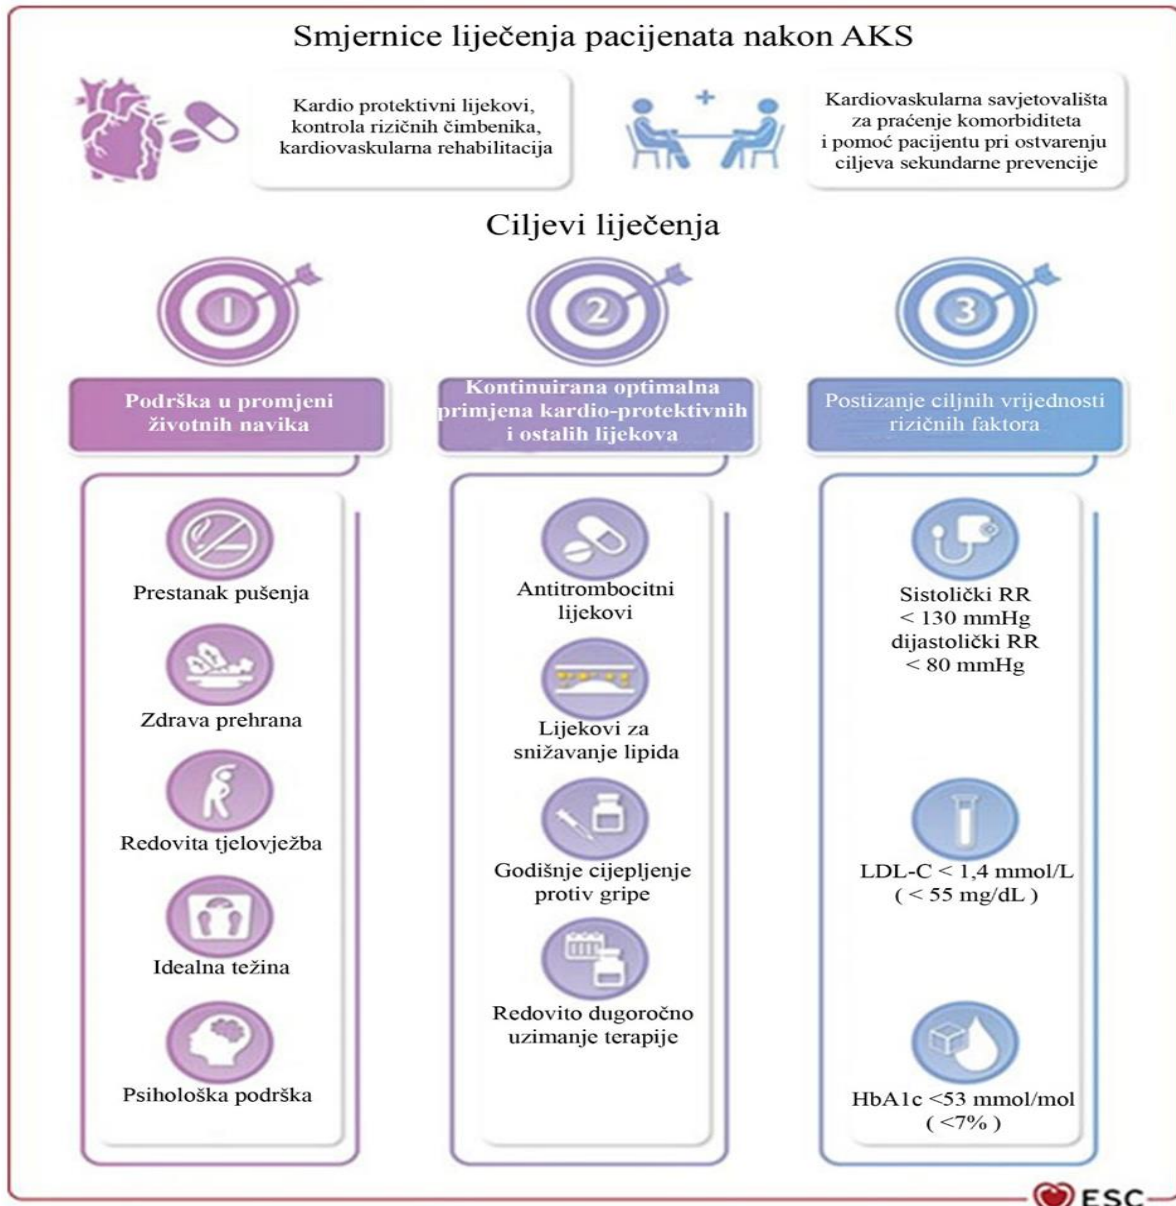 Smjernice liječenja pacijenata nakon AKS
Kardio protektivni lijekovi,
kontrola rizičnih čimbenika,
kardiovaskularna rehabilitacija
Kardiovaskularna savjetovališta
za praćenje komorbiditeta
i pomoć pacijentu pri ostvarenju
ciljeva sekundarne prevencije
Ciljevi liječenja
1
2
3
Podrška u promjeni
životnih navika
Kontinuirana optimalna
primjena kardio-protektivnih
i ostalih lijekova
Postizanje ciljnih vrijednosti
rizičnih faktora
Prestanak pušenja
Zdrava prehrana
Redovita tjelovježba
Idealna težina
Psihološka podrška
Antitrombocitni
lijekovi
Lijekovi za
snižavanje lipida
Godišnje cijepljenje
protiv gripe
Redovito dugoročno
uzimanje terapije
Sistolički RR
< 130 mmHg
dijastolički RR
< 80 mmHg
LDL-C < 1,4 mmol/L
( < 55 mg/dL )
HbA1c <53 mmol/mol
( <7% )
ESC